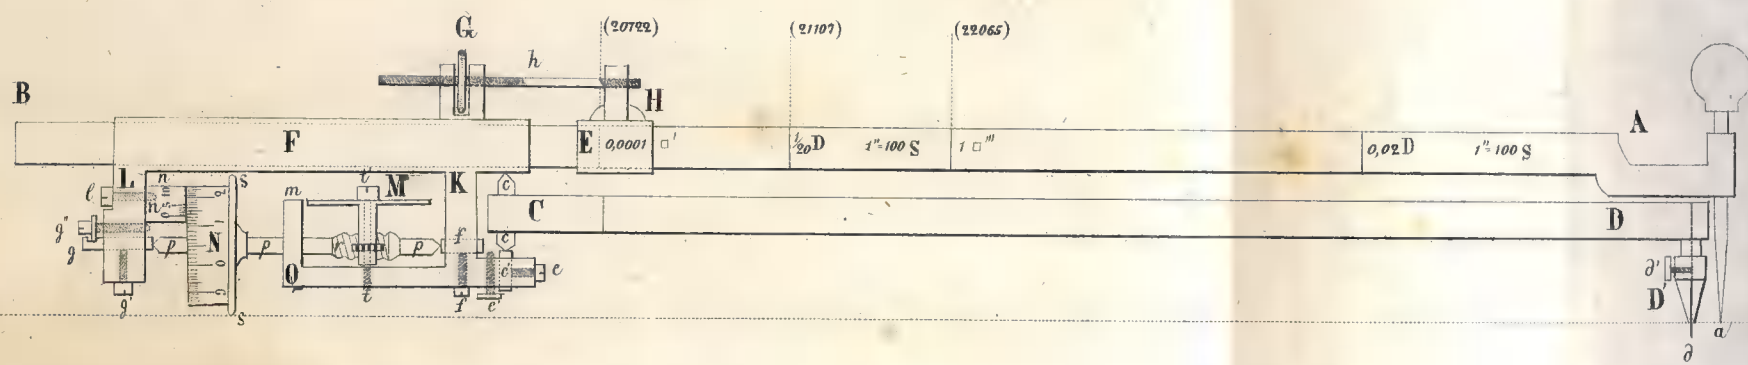 G (20722) (21107) (22065)
h
B H
A
F E 0,0001 □' 1/20 D 1"=100 S 1 □''' 0,02 D 1"=100 S
L n s m t' M K c
l n C D
g" N f
g p p p c
O c' e ∂'
D'
g' s t f e'
a
∂